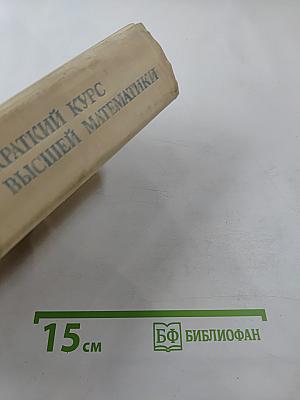 КРАТКИЙ КУРС
ВЫСШЕЙ МАТЕМАТИКИ
15 см
БФ БИБЛИОФАН